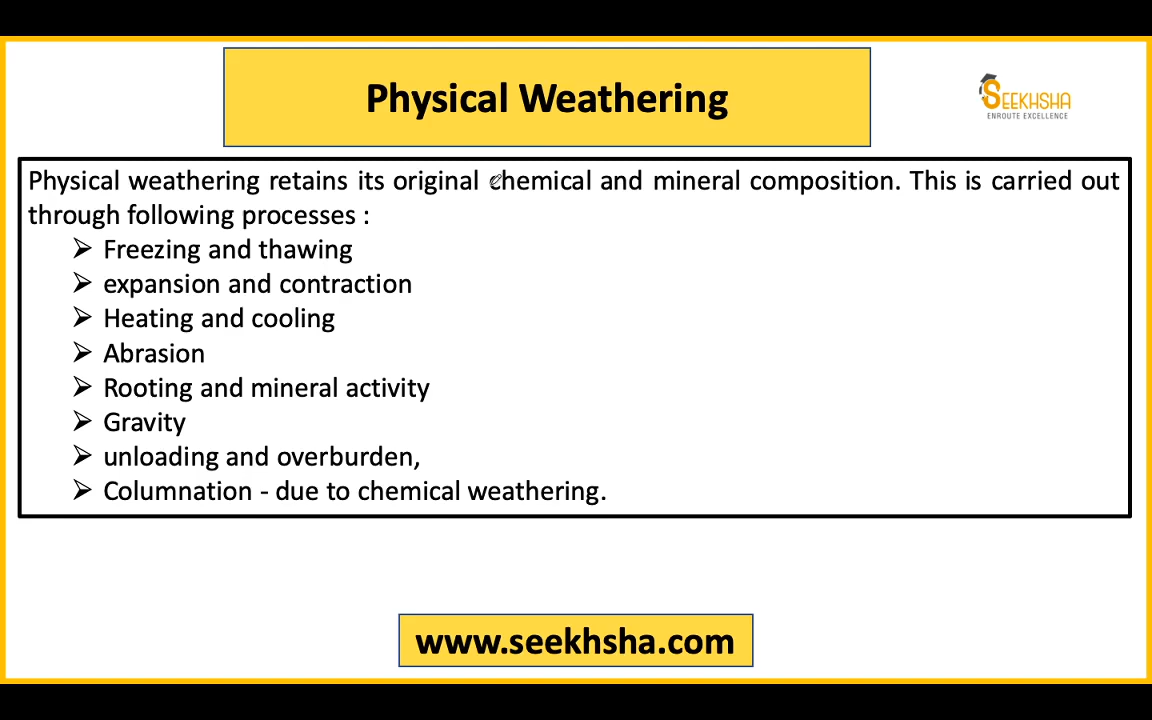 Physical Weathering
SEEKHSHA
ENROUTE EXCELLENCE
Physical weathering retains its original chemical and mineral composition. This is carried out
through following processes :
➢ Freezing and thawing
➢ expansion and contraction
➢ Heating and cooling
➢ Abrasion
➢ Rooting and mineral activity
➢ Gravity
➢ unloading and overburden,
➢ Columnation - due to chemical weathering.
www.seekhsha.com